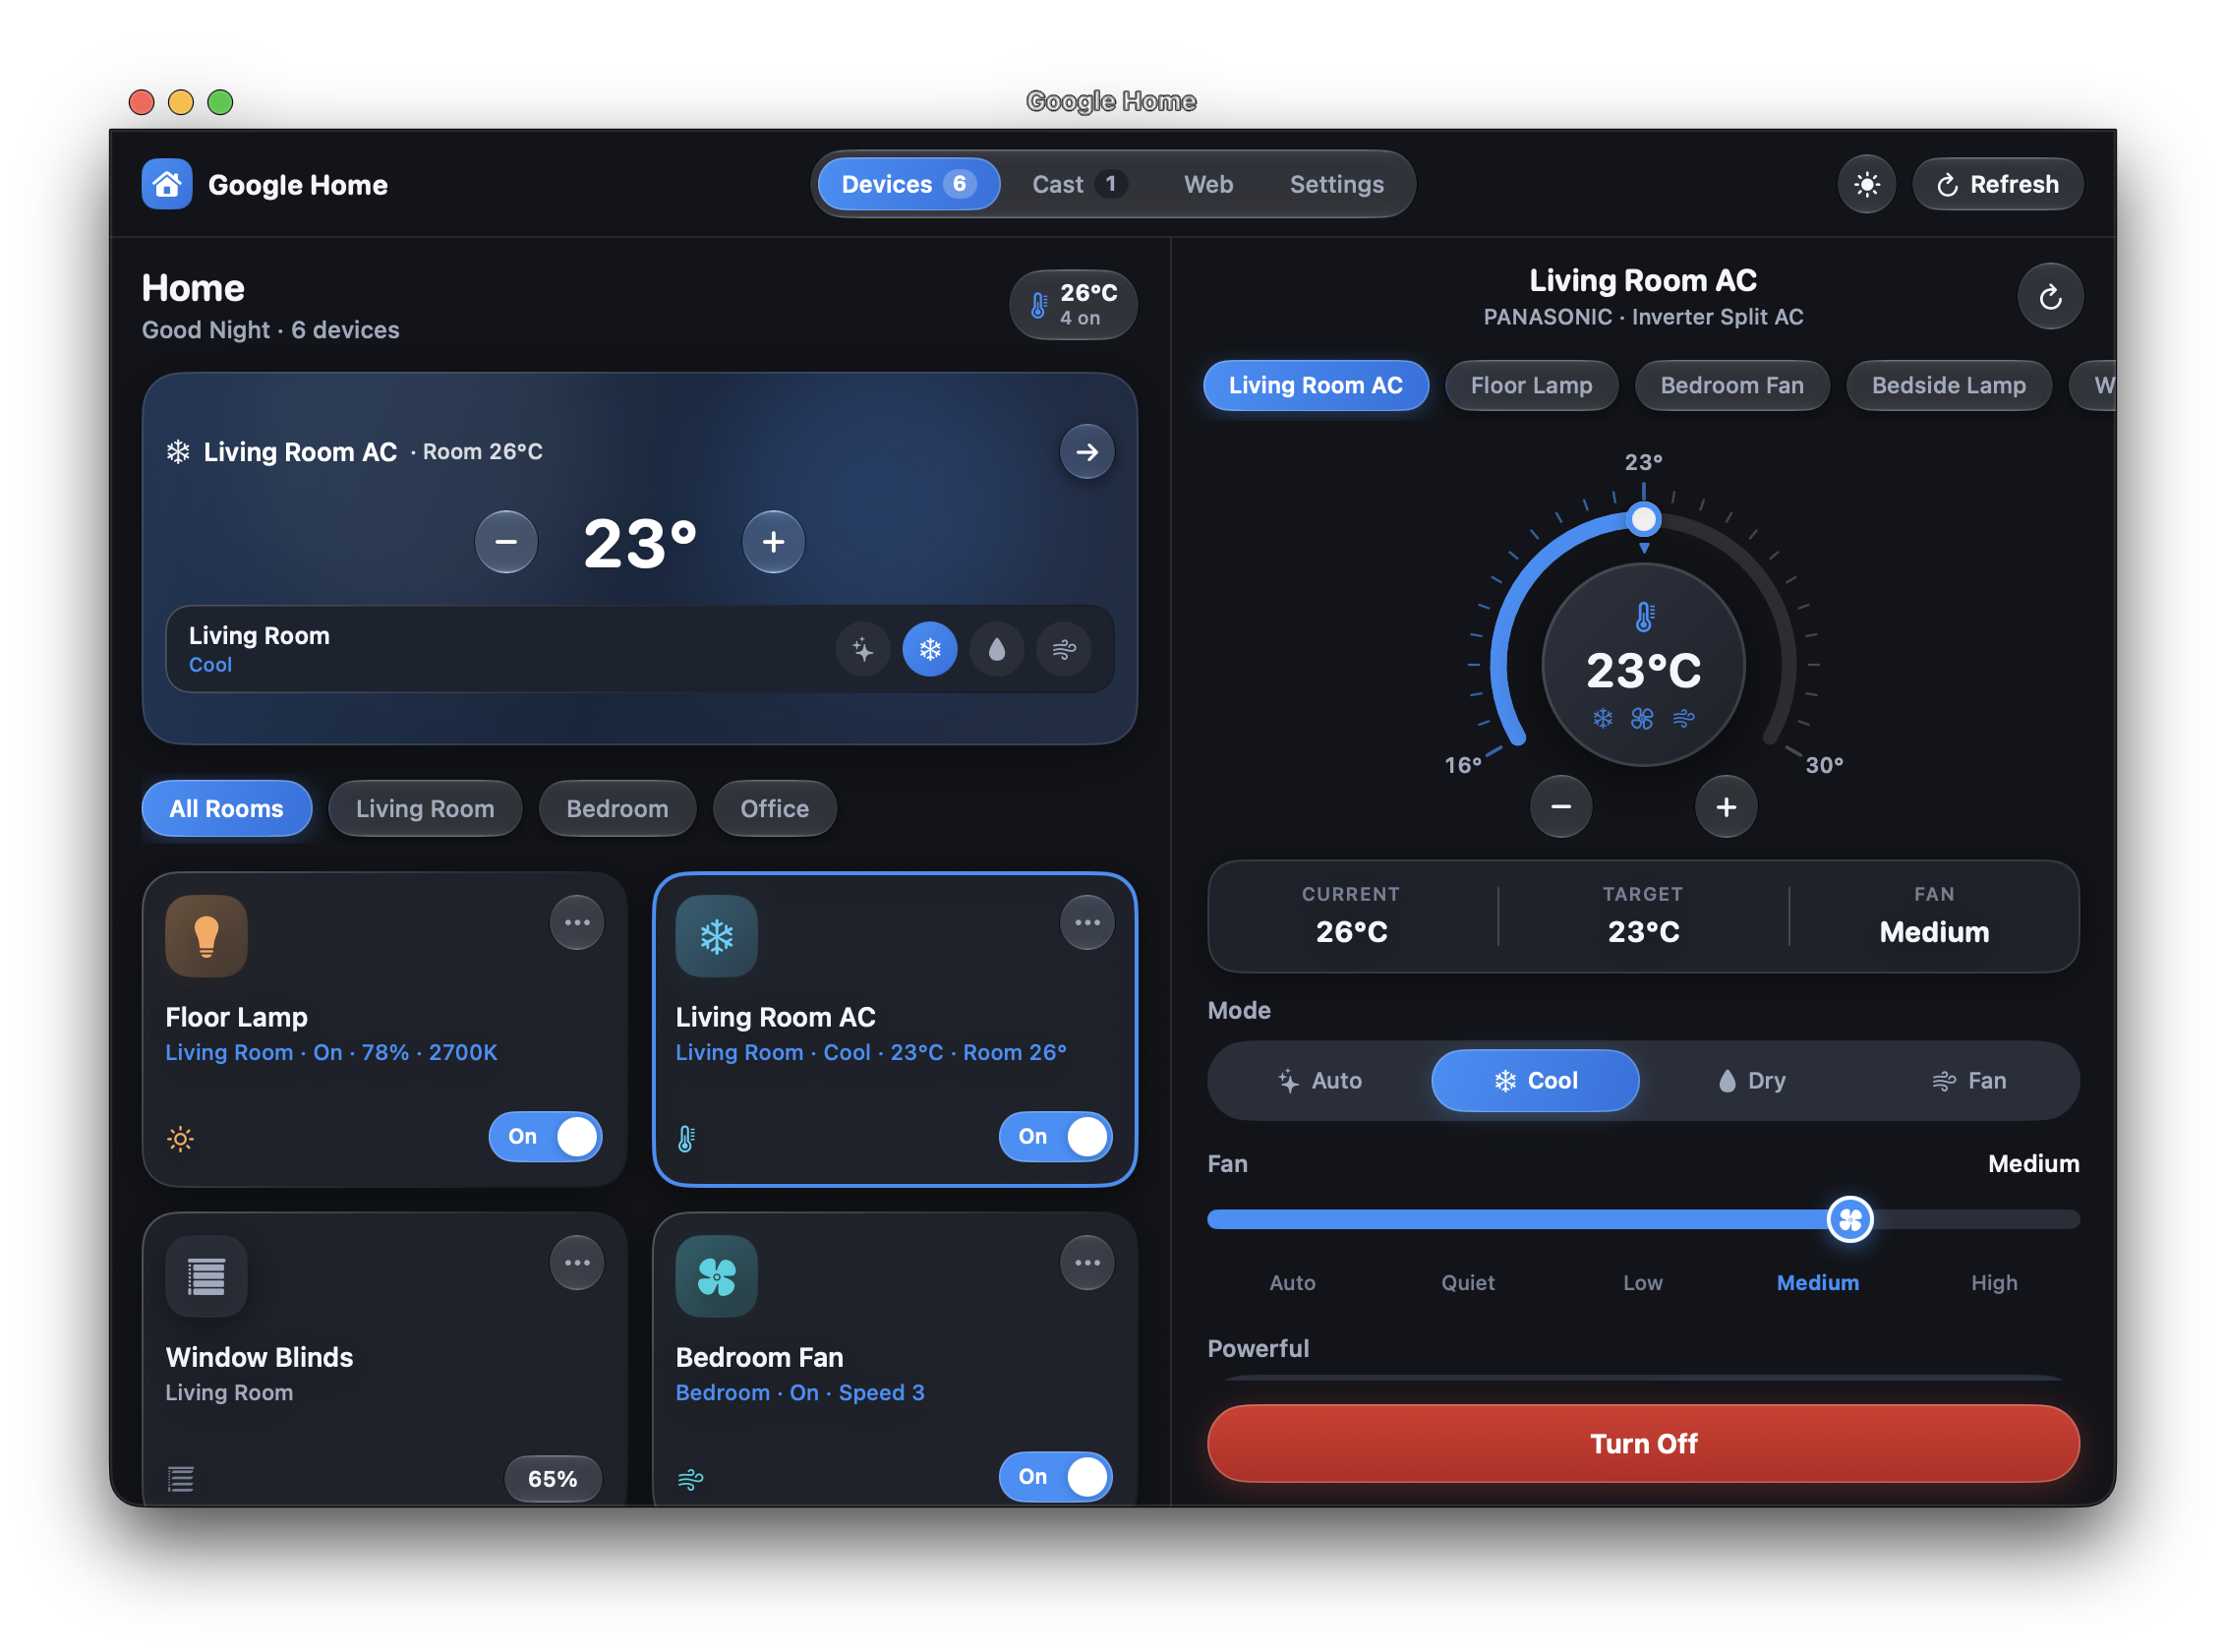 Google Home
Google Home
Devices 6
Cast 1
Web
Settings
Refresh
Home
Good Night · 6 devices
26°C
4 on
Living Room AC · Room 26°C
23°
Living Room
Cool
All Rooms
Living Room
Bedroom
Office
Floor Lamp
Living Room · On · 78% · 2700K
On
Living Room AC
Living Room · Cool · 23°C · Room 26°
On
Window Blinds
Living Room
65%
Bedroom Fan
Bedroom · On · Speed 3
On
Living Room AC
PANASONIC · Inverter Split AC
Living Room AC
Floor Lamp
Bedroom Fan
Bedside Lamp
23°
23°C
16°
30°
CURRENT
26°C
TARGET
23°C
FAN
Medium
Mode
Auto
Cool
Dry
Fan
Fan
Medium
Auto
Quiet
Low
Medium
High
Powerful
Turn Off